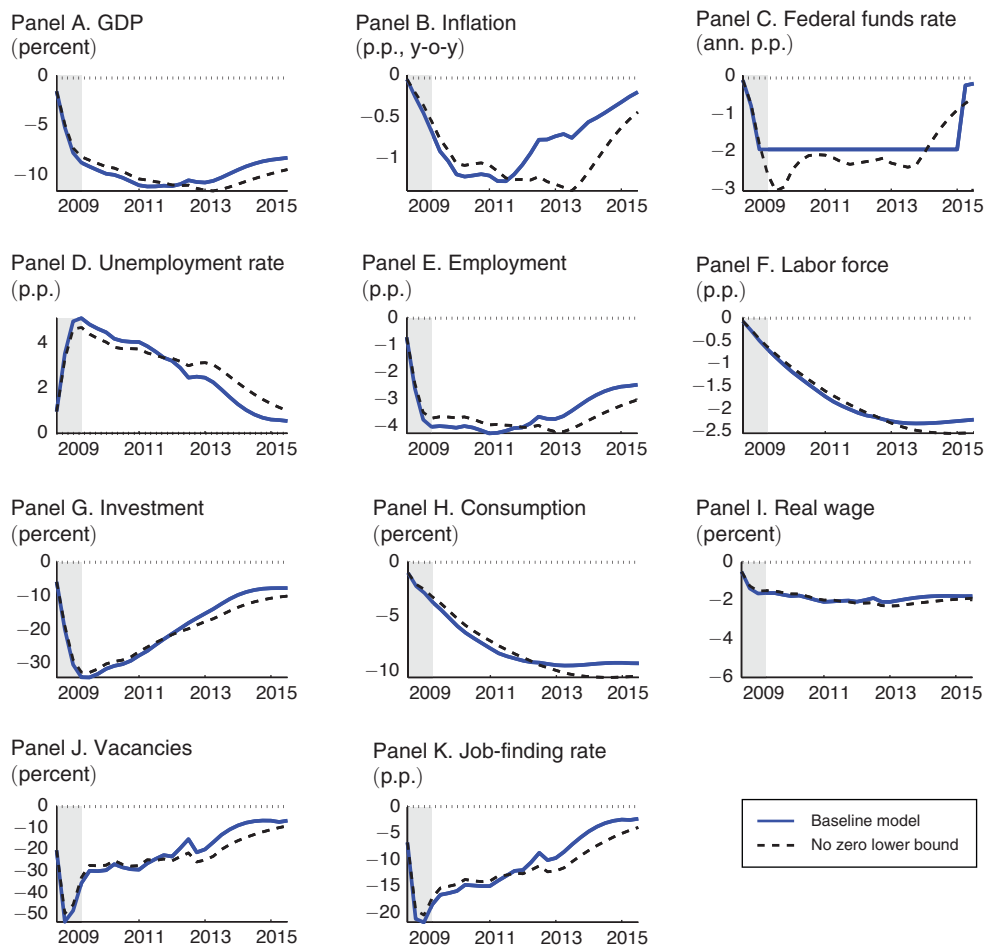 Panel A. GDP
(percent)
0
−5
−10
2009 2011 2013 2015
Panel B. Inflation
(p.p., y-o-y)
0
−0.5
−1
2009 2011 2013 2015
Panel C. Federal funds rate
(ann. p.p.)
0
−1
−2
−3
2009 2011 2013 2015
Panel D. Unemployment rate
(p.p.)
4
2
0
2009 2011 2013 2015
Panel E. Employment
(p.p.)
0
−1
−2
−3
−4
2009 2011 2013 2015
Panel F. Labor force
(p.p.)
0
−0.5
−1
−1.5
−2
−2.5
2009 2011 2013 2015
Panel G. Investment
(percent)
0
−10
−20
−30
2009 2011 2013 2015
Panel H. Consumption
(percent)
0
−5
−10
2009 2011 2013 2015
Panel I. Real wage
(percent)
0
−2
−4
−6
2009 2011 2013 2015
Panel J. Vacancies
(percent)
0
−10
−20
−30
−40
−50
2009 2011 2013 2015
Panel K. Job-finding rate
(p.p.)
0
−5
−10
−15
−20
2009 2011 2013 2015
Baseline model
No zero lower bound